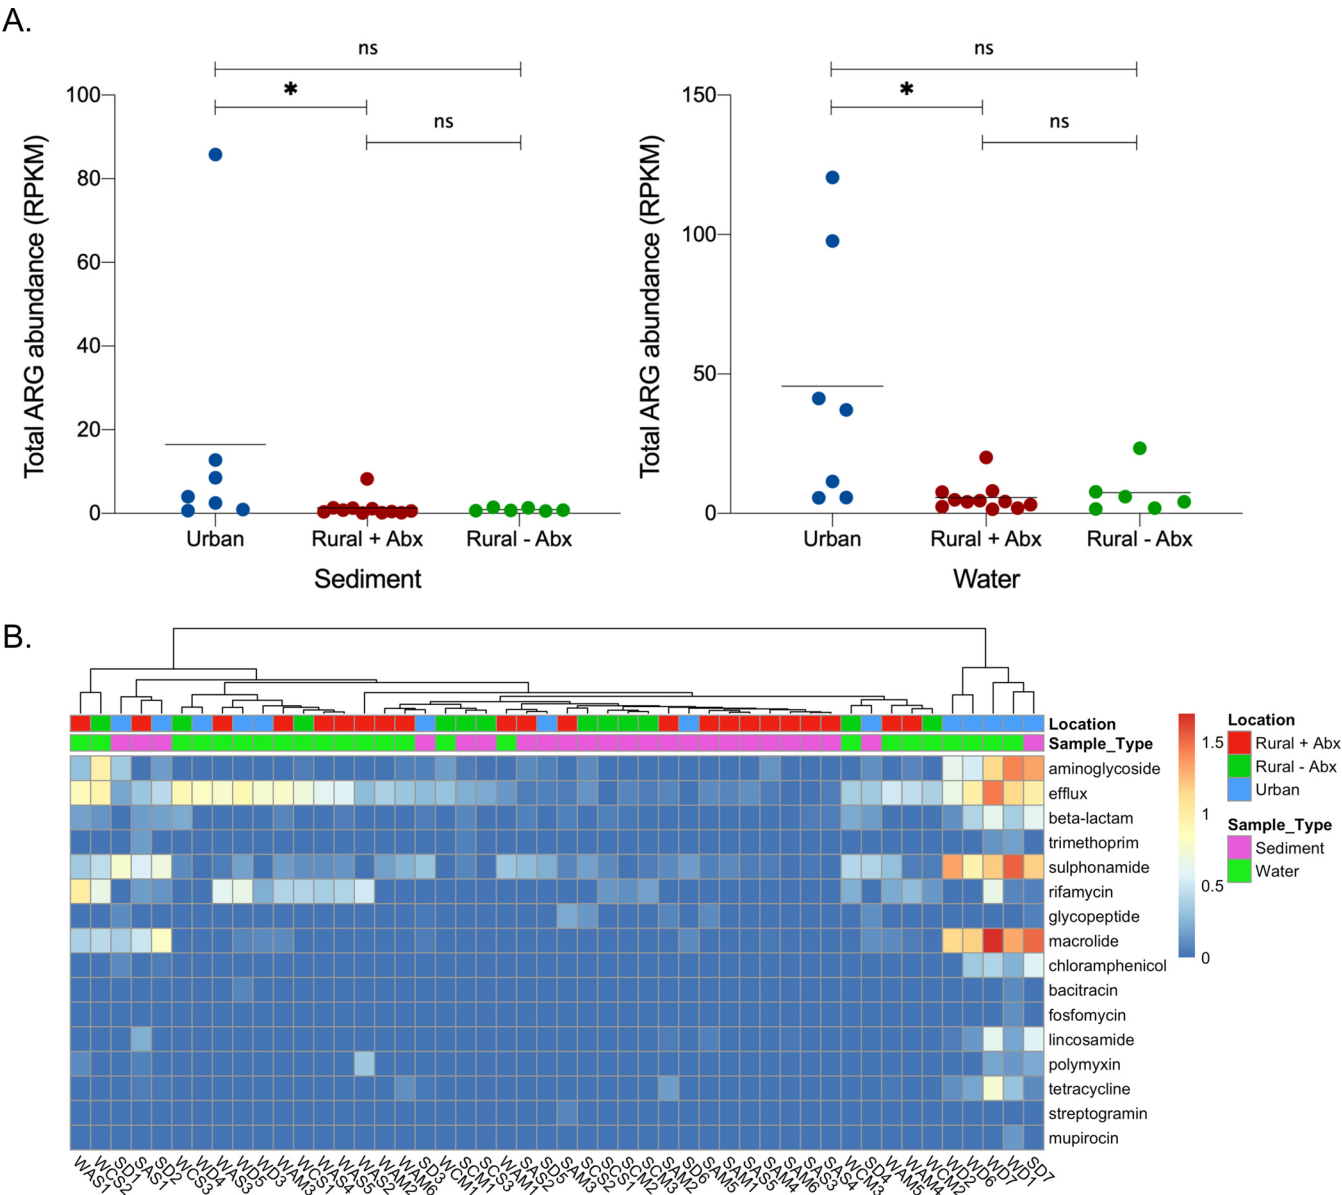 A.
ns
*
ns
100
80
60
40
20
0
Total ARG abundance (RPKM)
Urban
Rural + Abx
Rural - Abx
Sediment
ns
*
ns
150
100
50
0
Total ARG abundance (RPKM)
Urban
Rural + Abx
Rural - Abx
Water
B.
Location
Sample_Type
aminoglycoside
efflux
beta-lactam
trimethoprim
sulphonamide
rifamycin
glycopeptide
macrolide
chloramphenicol
bacitracin
fosfomycin
lincosamide
polymyxin
tetracycline
streptogramin
mupirocin
1.5
1
0.5
0
Location
Rural + Abx
Rural - Abx
Urban
Sample_Type
Sediment
Water
WAS1
WCS2
SD1
SAS1
SD2
WCS3
WD4
WAS3
WD5
WD3
WAM3
WCS1
WAS4
WAS5
WAS2
WAM2
WAM6
SD3
WCM1
SCM1
SCS3
WAM1
SAS2
SD5
SAM3
SCS2
SCS1
SCM2
SCM3
SAM2
SD6
SAM5
SAM1
SAS5
SAM4
SAM6
SAS3
SAS4
WCM3
SD4
WAM5
WAM4
WCM2
WD2
WD6
WD7
WD1
SD7